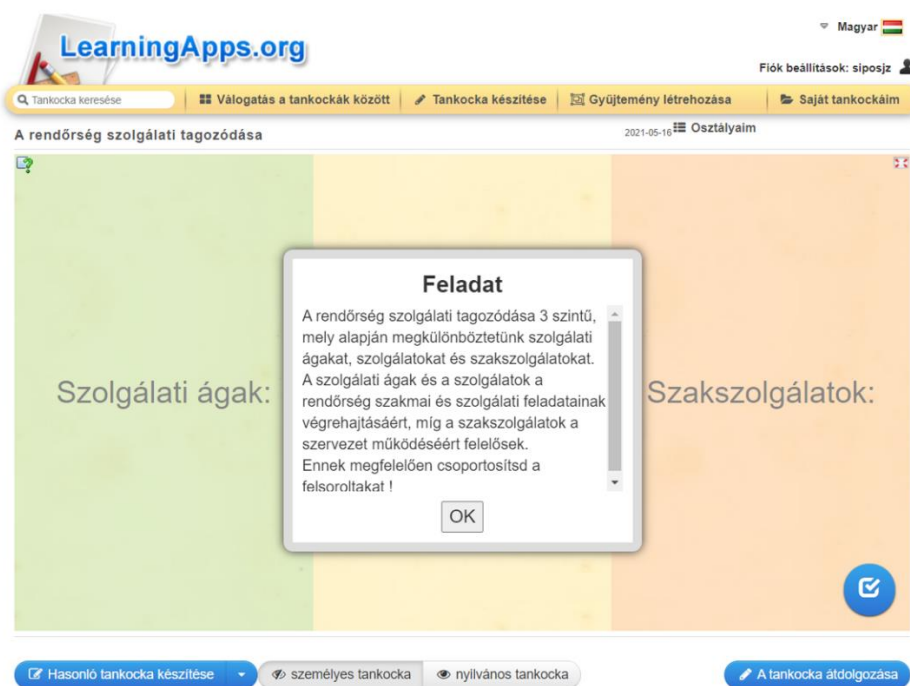 LearningApps.org
Magyar
Fiók beállítások: siposjz
Tankocka keresése
Válogatás a tankockák között
Tankocka készítése
Gyűjtemény létrehozása
Saját tankockáim
A rendőrség szolgálati tagozódása
2021-05-16 Osztályaim
Szolgálati ágak:
Feladat
A rendőrség szolgálati tagozódása 3 szintű,
mely alapján megkülönböztetünk szolgálati
ágakat, szolgálatokat és szakszolgálatokat.
A szolgálati ágak és a szolgálatok a
rendőrség szakmai és szolgálati feladatainak
végrehajtásáért, míg a szakszolgálatok a
szervezet működéséért felelősek.
Ennek megfelelően csoportosítsd a
felsoroltakat !
OK
Szakszolgálatok:
Hasonló tankocka készítése
személyes tankocka
nyilvános tankocka
A tankocka átdolgozása